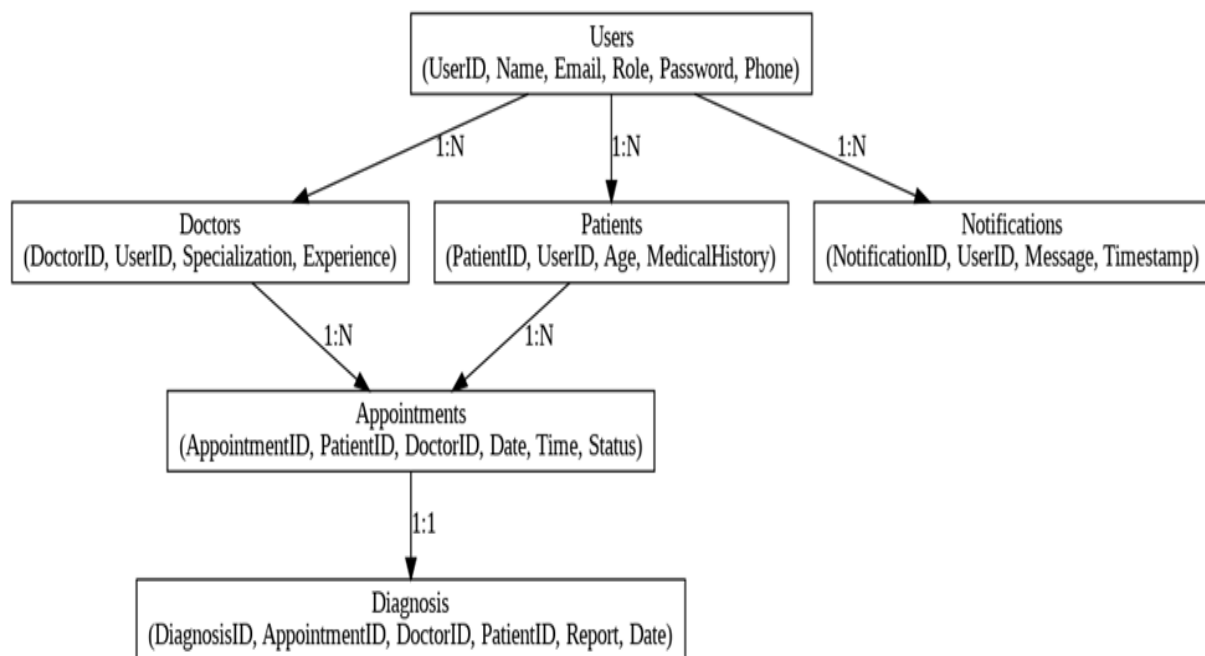 Users
(UserID, Name, Email, Role, Password, Phone)
1:N
1:N
1:N
Doctors
(DoctorID, UserID, Specialization, Experience)
Patients
(PatientID, UserID, Age, MedicalHistory)
Notifications
(NotificationID, UserID, Message, Timestamp)
1:N
1:N
Appointments
(AppointmentID, PatientID, DoctorID, Date, Time, Status)
1:1
Diagnosis
(DiagnosisID, AppointmentID, DoctorID, PatientID, Report, Date)